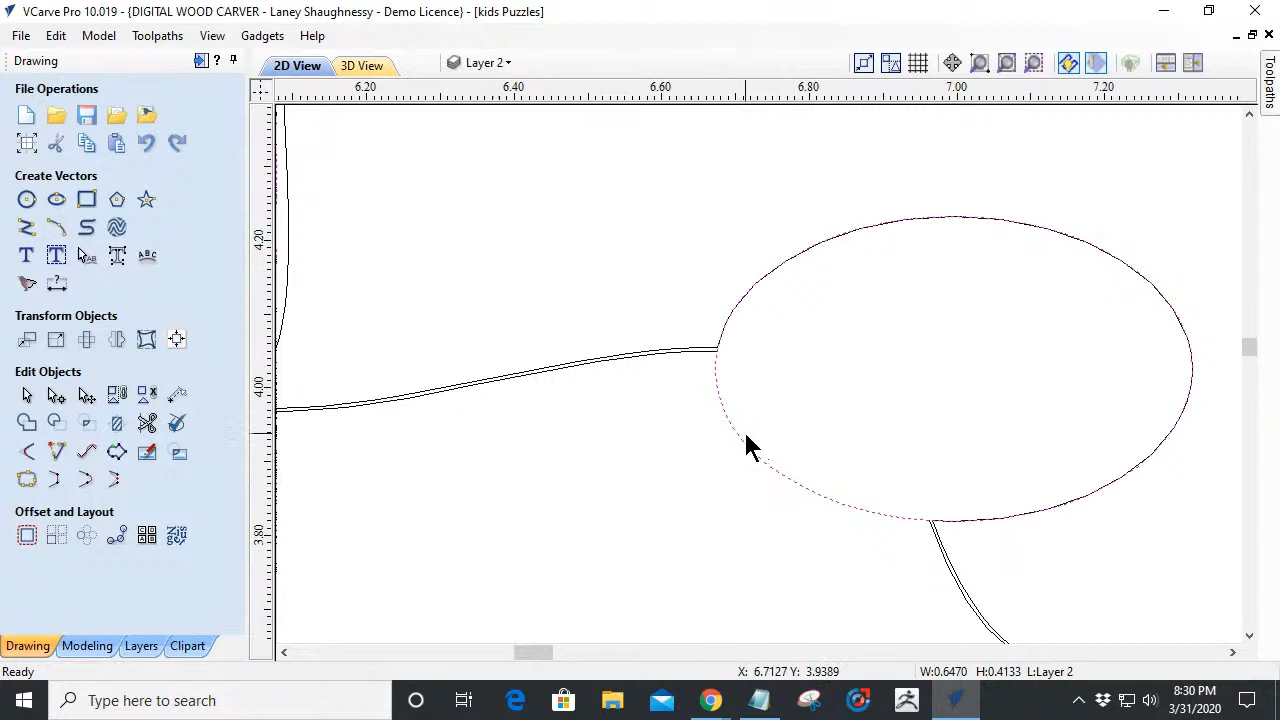 VCarve Pro 10.019 - {DIGITAL WOOD CARVER - Laney Shaughnessy - Demo Licence} - [kids Puzzles]
File Edit Model Toolpaths View Gadgets Help
Drawing
2D View 3D View Layer 2
Toolpaths
File Operations
6.20 6.40 6.60 6.80 7.00 7.20
Create Vectors
4.20
Transform Objects
4.00
Edit Objects
Offset and Layout
3.80
Drawing Modeling Layers Clipart
Ready X: 6.7127 Y: 3.9389 W:0.6470 H:0.4133 L:Layer 2
Type here to search
8:30 PM
3/31/2020